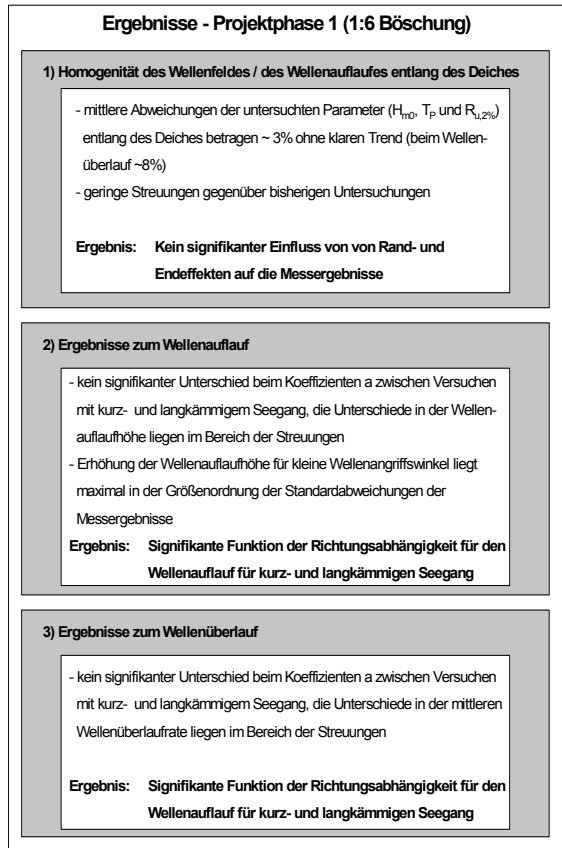 Ergebnisse - Projektphase 1 (1:6 Böschung)
1) Homogenität des Wellenfeldes / des Wellenauflaufes entlang des Deiches
- mittlere Abweichungen der untersuchten Parameter (Hm0, TP und Ru,2%)
entlang des Deiches betragen ~ 3% ohne klaren Trend (beim Wellen-
überlauf ~8%)
- geringe Streuungen gegenüber bisherigen Untersuchungen
Ergebnis: Kein signifikanter Einfluss von von Rand- und
Endeffekten auf die Messergebnisse
2) Ergebnisse zum Wellenauflauf
- kein signifikanter Unterschied beim Koeffizienten a zwischen Versuchen
mit kurz- und langkämmigem Seegang, die Unterschiede in der Wellen-
auflaufhöhe liegen im Bereich der Streuungen
- Erhöhung der Wellenauflaufhöhe für kleine Wellenangriffswinkel liegt
maximal in der Größenordnung der Standardabweichungen der
Messergebnisse
Ergebnis: Signifikante Funktion der Richtungsabhängigkeit für den
Wellenauflauf für kurz- und langkämmigen Seegang
3) Ergebnisse zum Wellenüberlauf
- kein signifikanter Unterschied beim Koeffizienten a zwischen Versuchen
mit kurz- und langkämmigem Seegang, die Unterschiede in der mittleren
Wellenüberlaufrate liegen im Bereich der Streuungen
Ergebnis: Signifikante Funktion der Richtungsabhängigkeit für den
Wellenauflauf für kurz- und langkämmigen Seegang